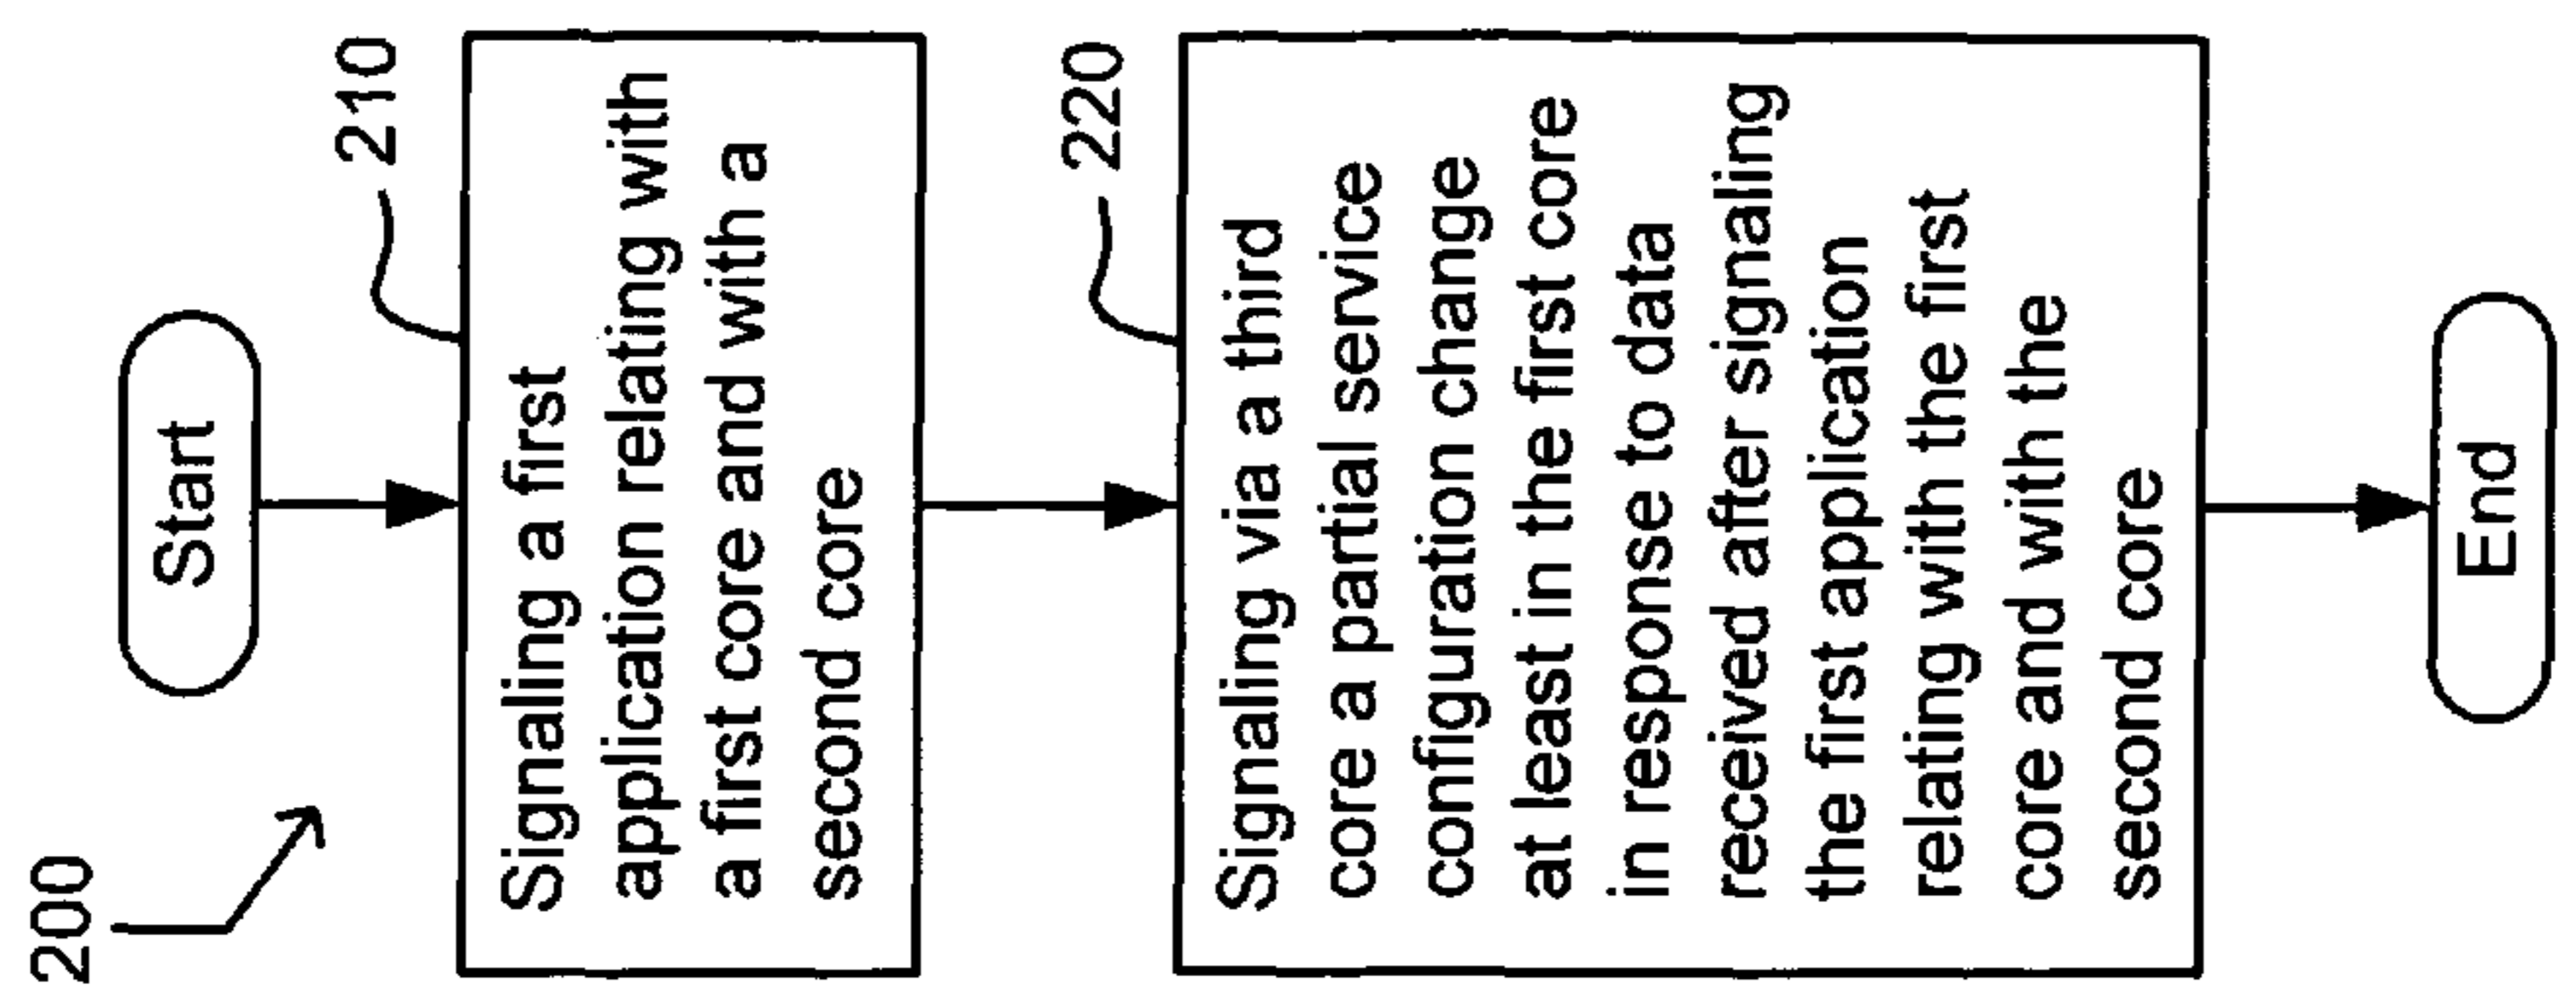 200
Start
210
Signaling a first
application relating with
a first core and with a
second core
220
Signaling via a third
core a partial service
configuration change
at least in the first core
in response to data
received after signaling
the first application
relating with the first
core and with the
second core
End